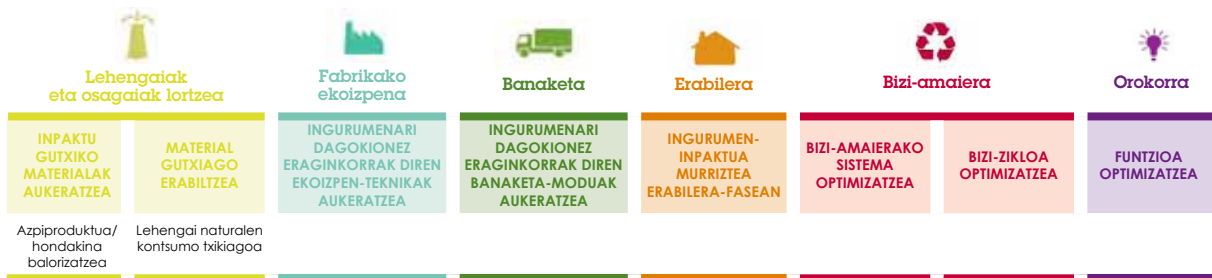 Lehengaiak
eta osagaiak lortzea
Fabrikako
ekoizpena
Banaketa
Erabilera
Bizi-amaiera
Orokorra
INPAKTU
GUTXIKO
MATERIALAK
AUKERATZEA
MATERIAL
GUTXIAGO
ERABILTZEA
INGURUMENARI
DAGOKIONEZ
ERAGINKORRAK DIREN
EKOIZPEN-TEKNIKAK
AUKERATZEA
INGURUMENARI
DAGOKIONEZ
ERAGINKORRAK DIREN
BANAKETA-MODUAK
AUKERATZEA
INGURUMEN-
INPAKTUA
MURRIZTEA
ERABILERA-FASEAN
BIZI-AMAIERAKO
SISTEMA
OPTIMIZATZEA
BIZI-ZIKLOA
OPTIMIZATZEA
FUNTZIOA
OPTIMIZATZEA
Azpiproduktua/
hondakina
balorizatzea
Lehengai naturalen
kontsumo txikiagoa